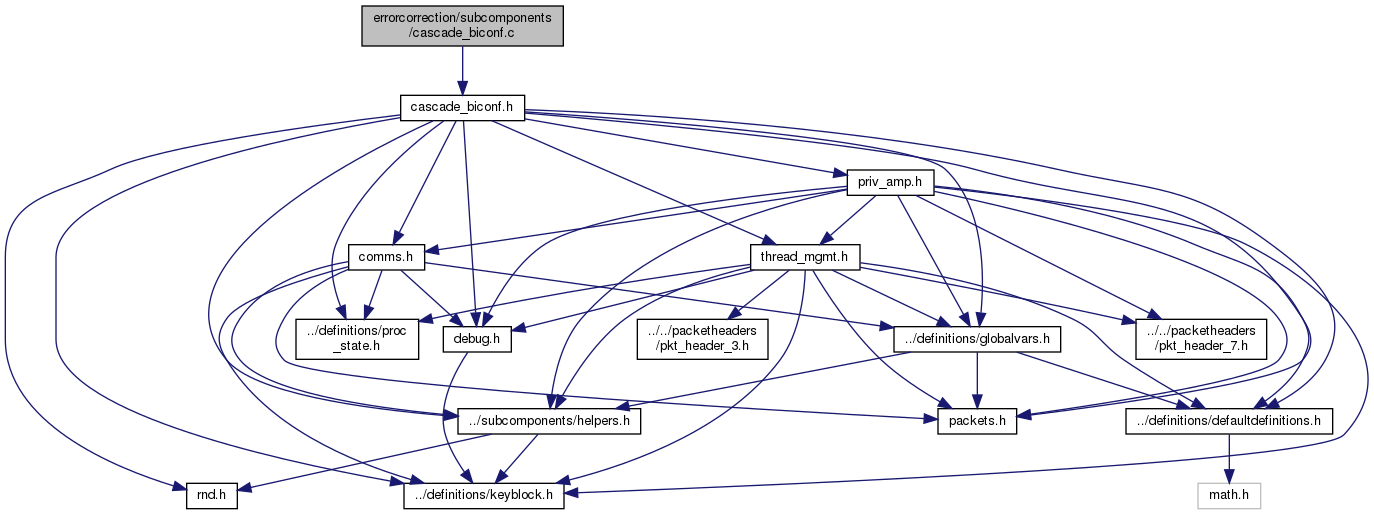 errorcorrection/subcomponents
/cascade_biconf.c
cascade_biconf.h
priv_amp.h
comms.h
thread_mgmt.h
../definitions/proc
_state.h
debug.h
../../packetheaders
/pkt_header_3.h
../definitions/globalvars.h
../../packetheaders
/pkt_header_7.h
../subcomponents/helpers.h
packets.h
../definitions/defaultdefinitions.h
rnd.h
../definitions/keyblock.h
math.h